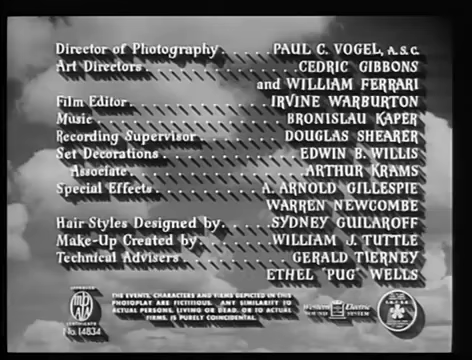 Director of Photography.....PAUL C. VOGEL, A.S.C.
Art Directors...............CEDRIC GIBBONS
and WILLIAM FERRARI
Film Editor...............IRVINE WARBURTON
Music...............BRONISLAU KAPER
Recording Supervisor.........DOUGLAS SHEARER
Set Decorations............EDWIN B. WILLIS
Associate...............ARTHUR KRAMS
Special Effects............A. ARNOLD GILLESPIE
WARREN NEWCOMBE
Hair Styles Designed by.....SYDNEY GUILAROFF
Make-Up Created by.......WILLIAM J. TUTTLE
Technical Advisers..........GERALD TIERNEY
ETHEL "PUG" WELLS
THE EVENTS, CHARACTERS AND FIRMS DEPICTED IN THIS
PHOTOPLAY ARE FICTITIOUS. ANY SIMILARITY TO
ACTUAL PERSONS, LIVING OR DEAD, OR TO ACTUAL
FIRMS, IS PURELY COINCIDENTAL.
CERTIFICATE
No. 14834
Western Electric
SYSTEM